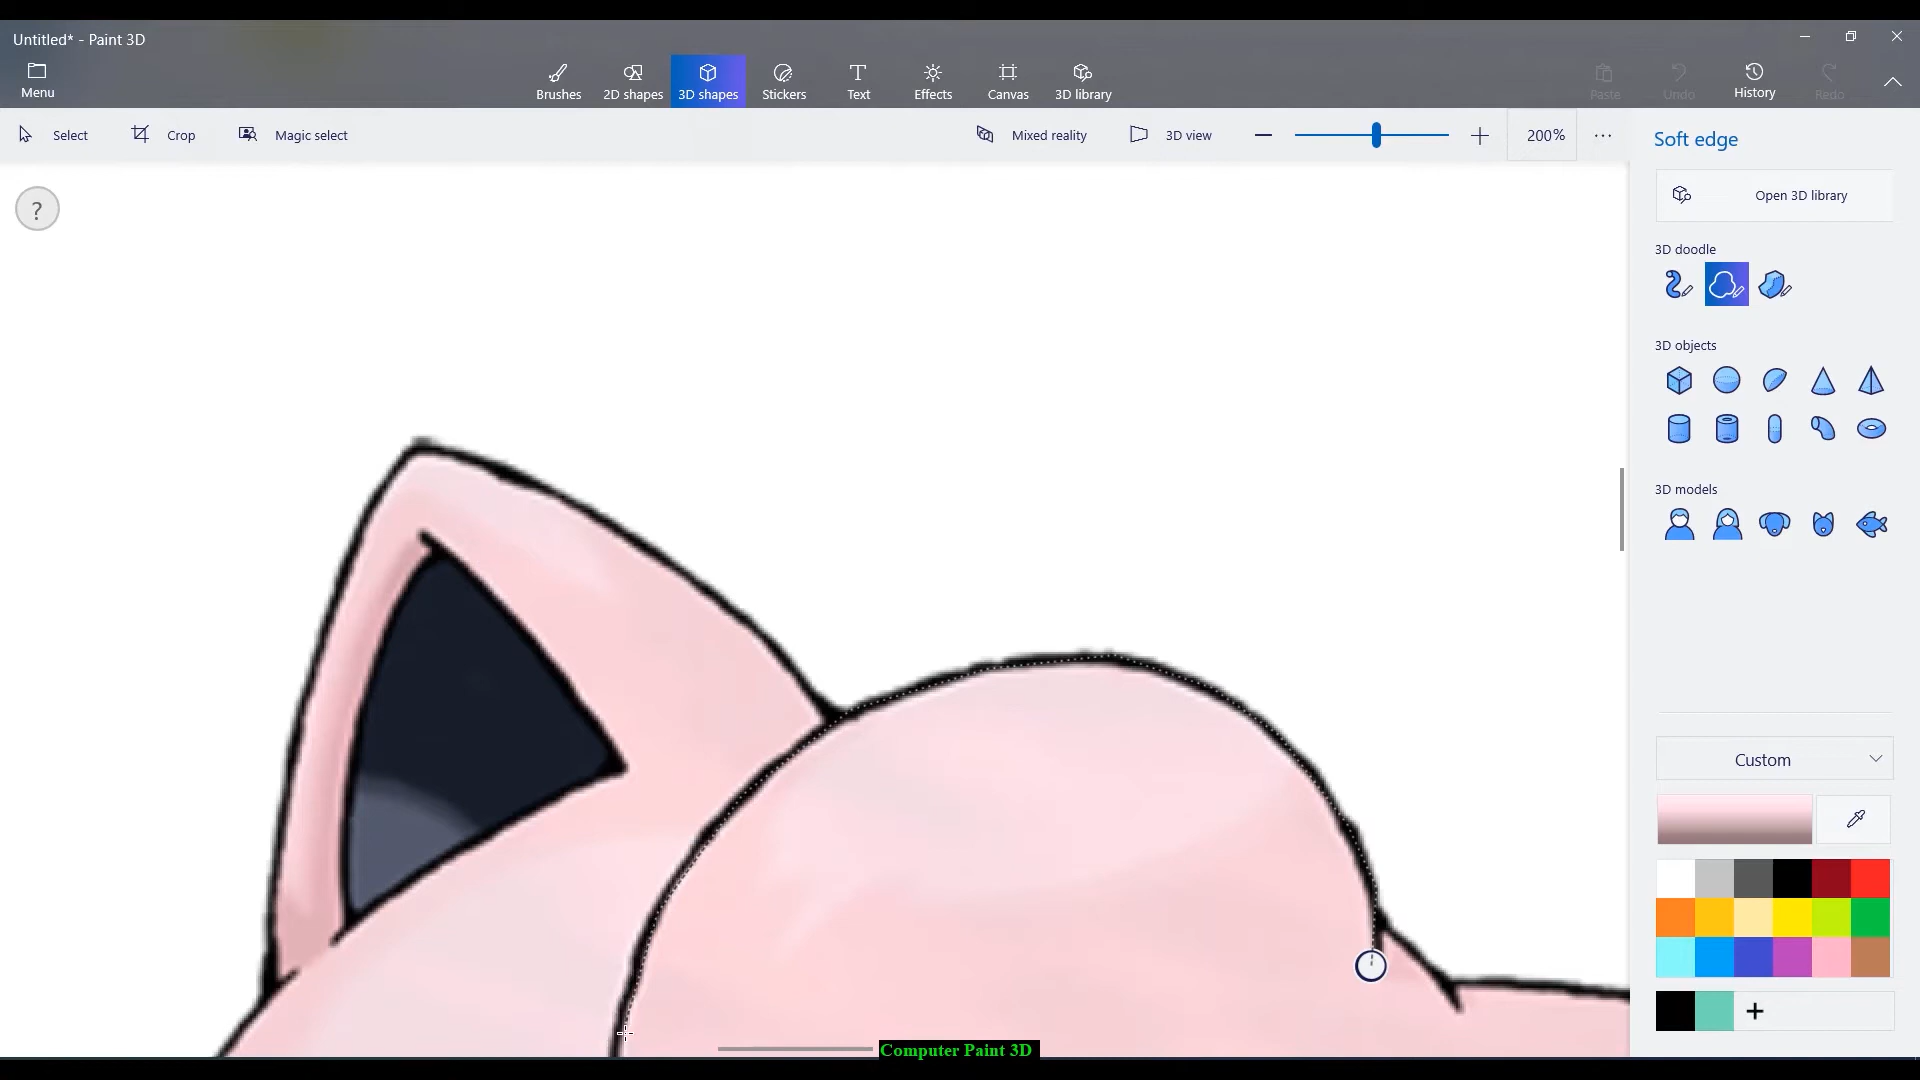 Untitled* - Paint 3D
Menu
Brushes
2D shapes
3D shapes
Stickers
Text
Effects
Canvas
3D library
Paste
Undo
History
Redo
Select
Crop
Magic select
Mixed reality
3D view
200%
Soft edge
?
Open 3D library
3D doodle
3D objects
3D models
Custom
Computer Paint 3D